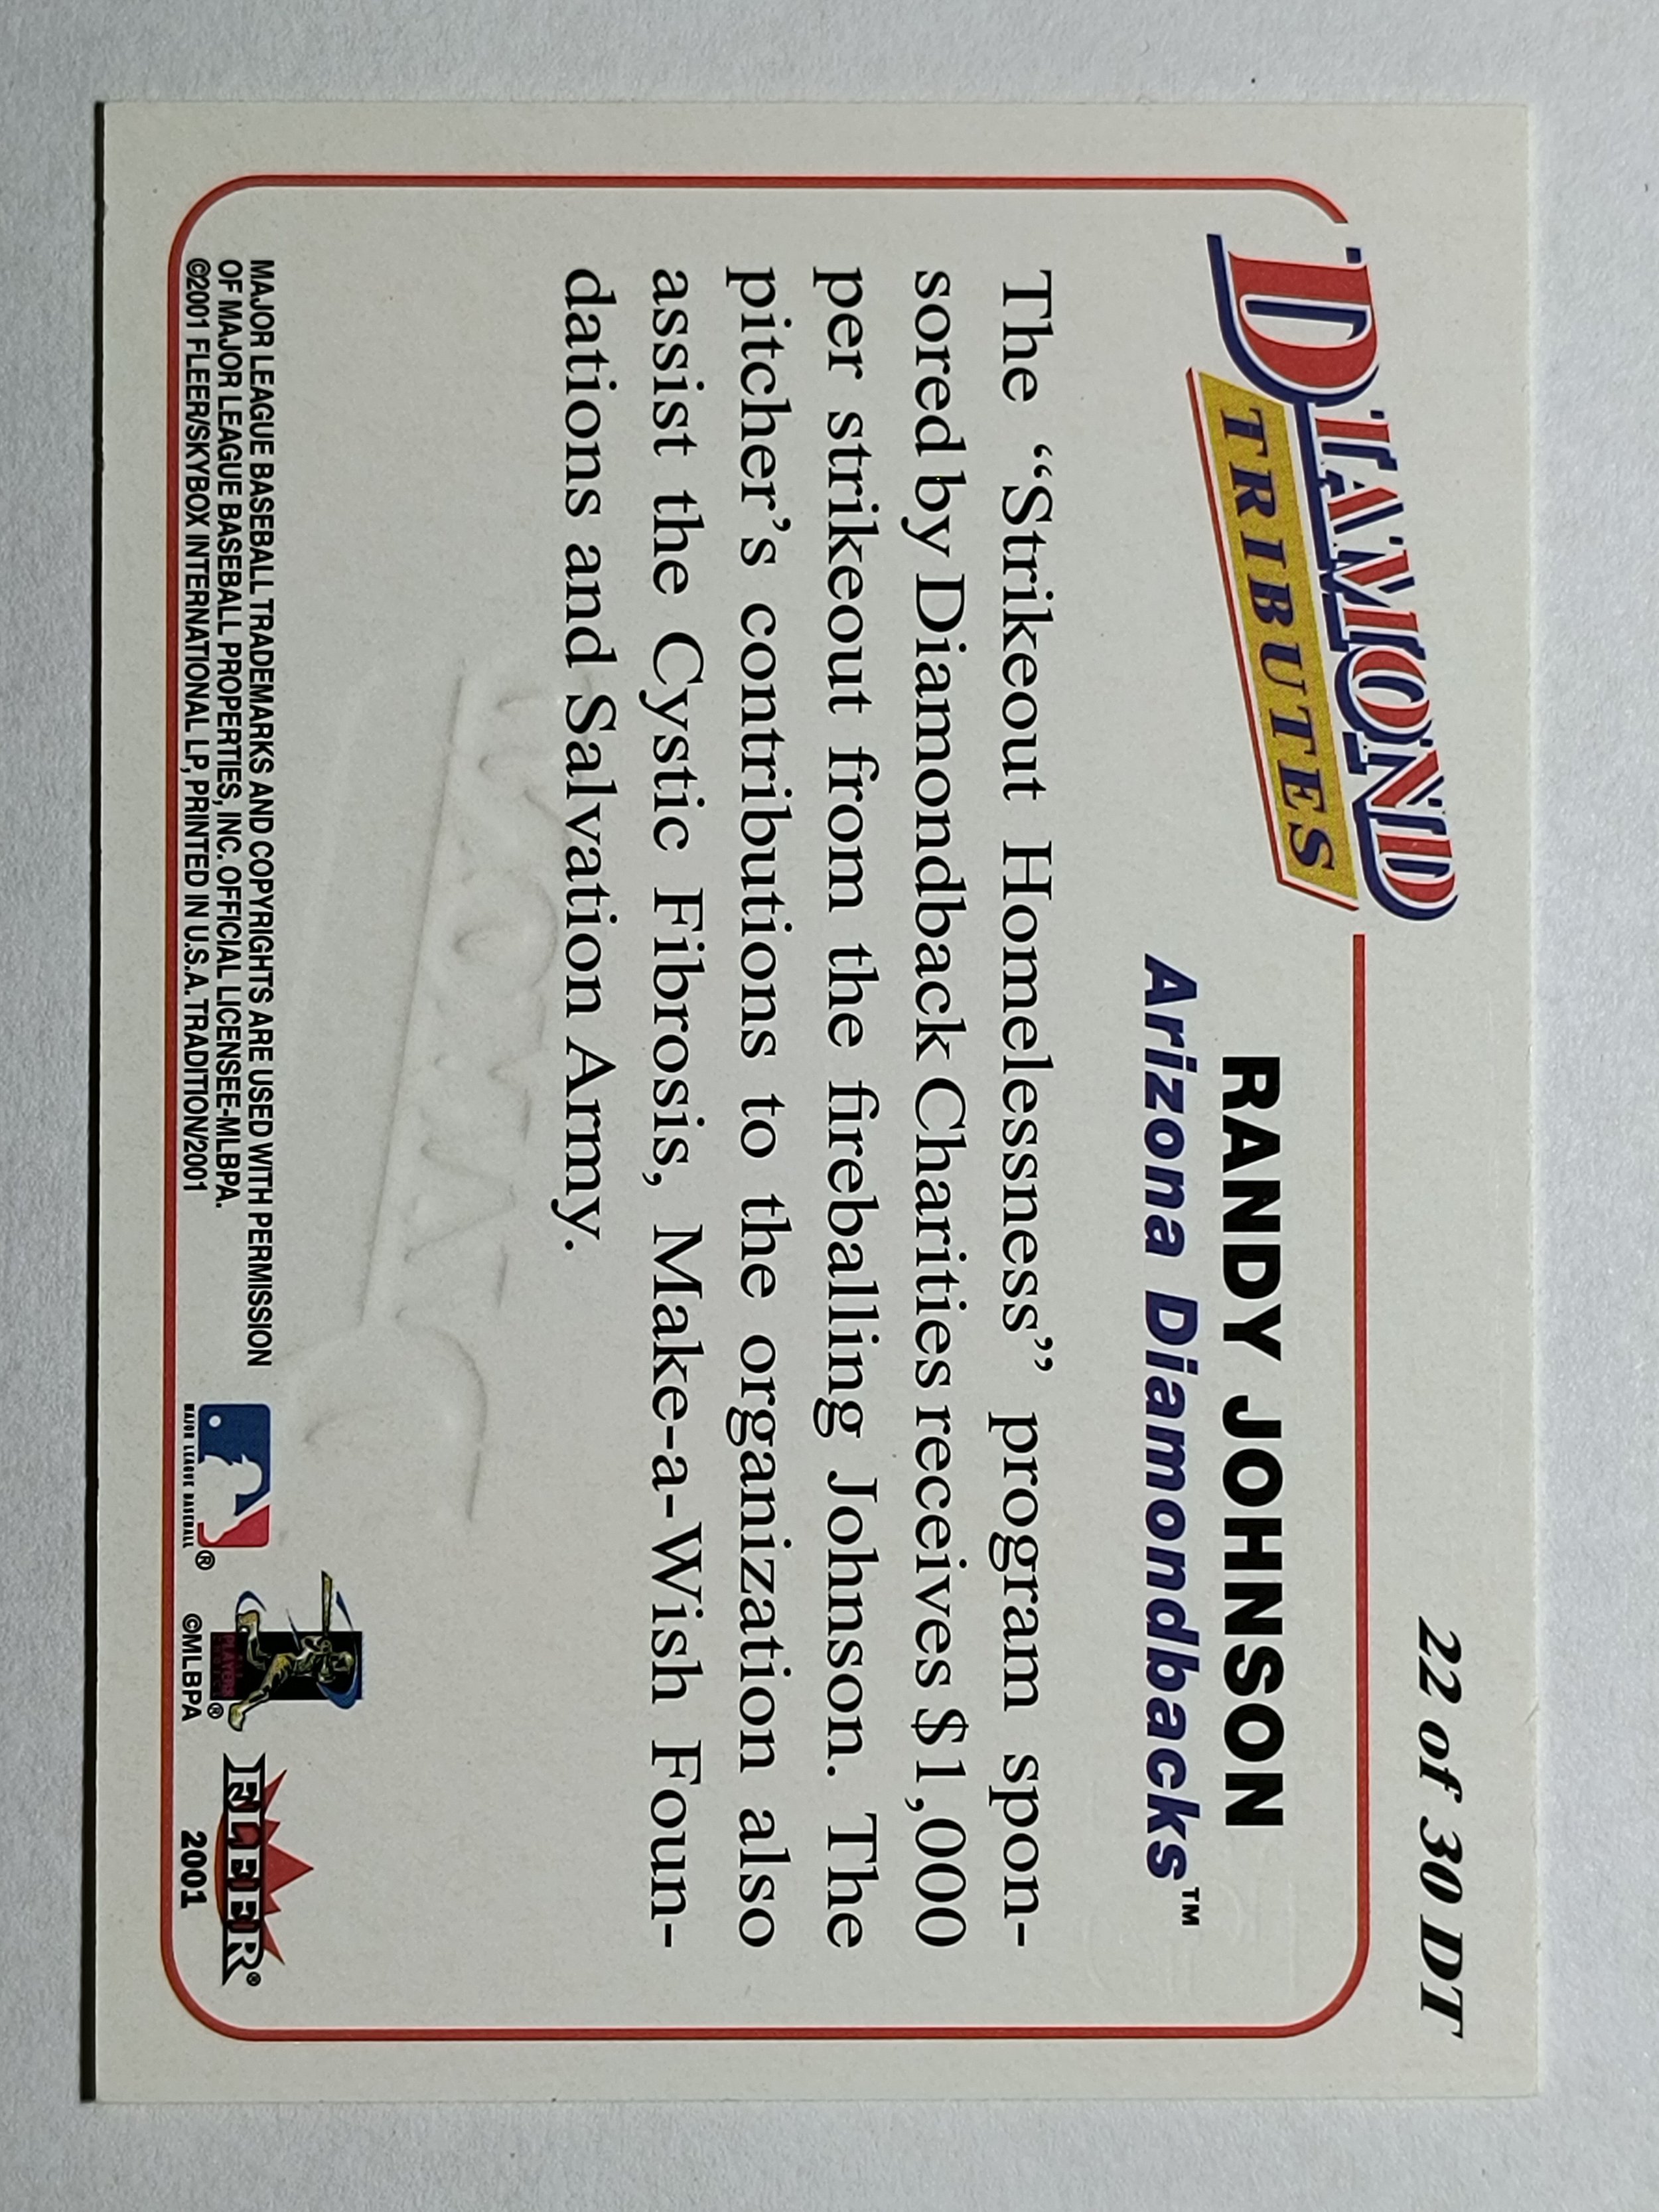 22 of 30 DT
DIAMOND
TRIBUTES
RANDY JOHNSON
Arizona Diamondbacks™
The “Strikeout Homelessness” program spon-
sored by Diamondback Charities receives $1,000
per strikeout from the fireballing Johnson. The
pitcher’s contributions to the organization also
assist the Cystic Fibrosis, Make-a-Wish Foun-
dations and Salvation Army.
MAJOR LEAGUE BASEBALL TRADEMARKS AND COPYRIGHTS ARE USED WITH PERMISSION
OF MAJOR LEAGUE BASEBALL PROPERTIES, INC. OFFICIAL LICENSEE-MLBPA.
©2001 FLEER/SKYBOX INTERNATIONAL LP, PRINTED IN U.S.A. TRADITION/2001
MAJOR LEAGUE BASEBALL ®
PLAYERS
®
©MLBPA
FLEER®
2001